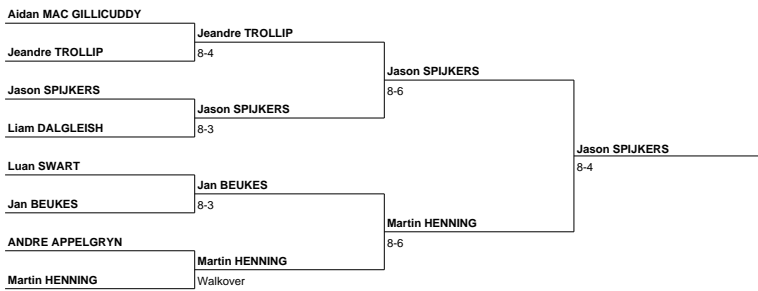 Aidan MAC GILLICUDDY
Jeandre TROLLIP
Jeandre TROLLIP
8-4
Jason SPIJKERS
8-6
Jason SPIJKERS
Jason SPIJKERS
Liam DALGLEISH
8-3
Jason SPIJKERS
8-4
Luan SWART
Jan BEUKES
Jan BEUKES
8-3
Martin HENNING
8-6
ANDRE APPELGRYN
Martin HENNING
Martin HENNING
Walkover